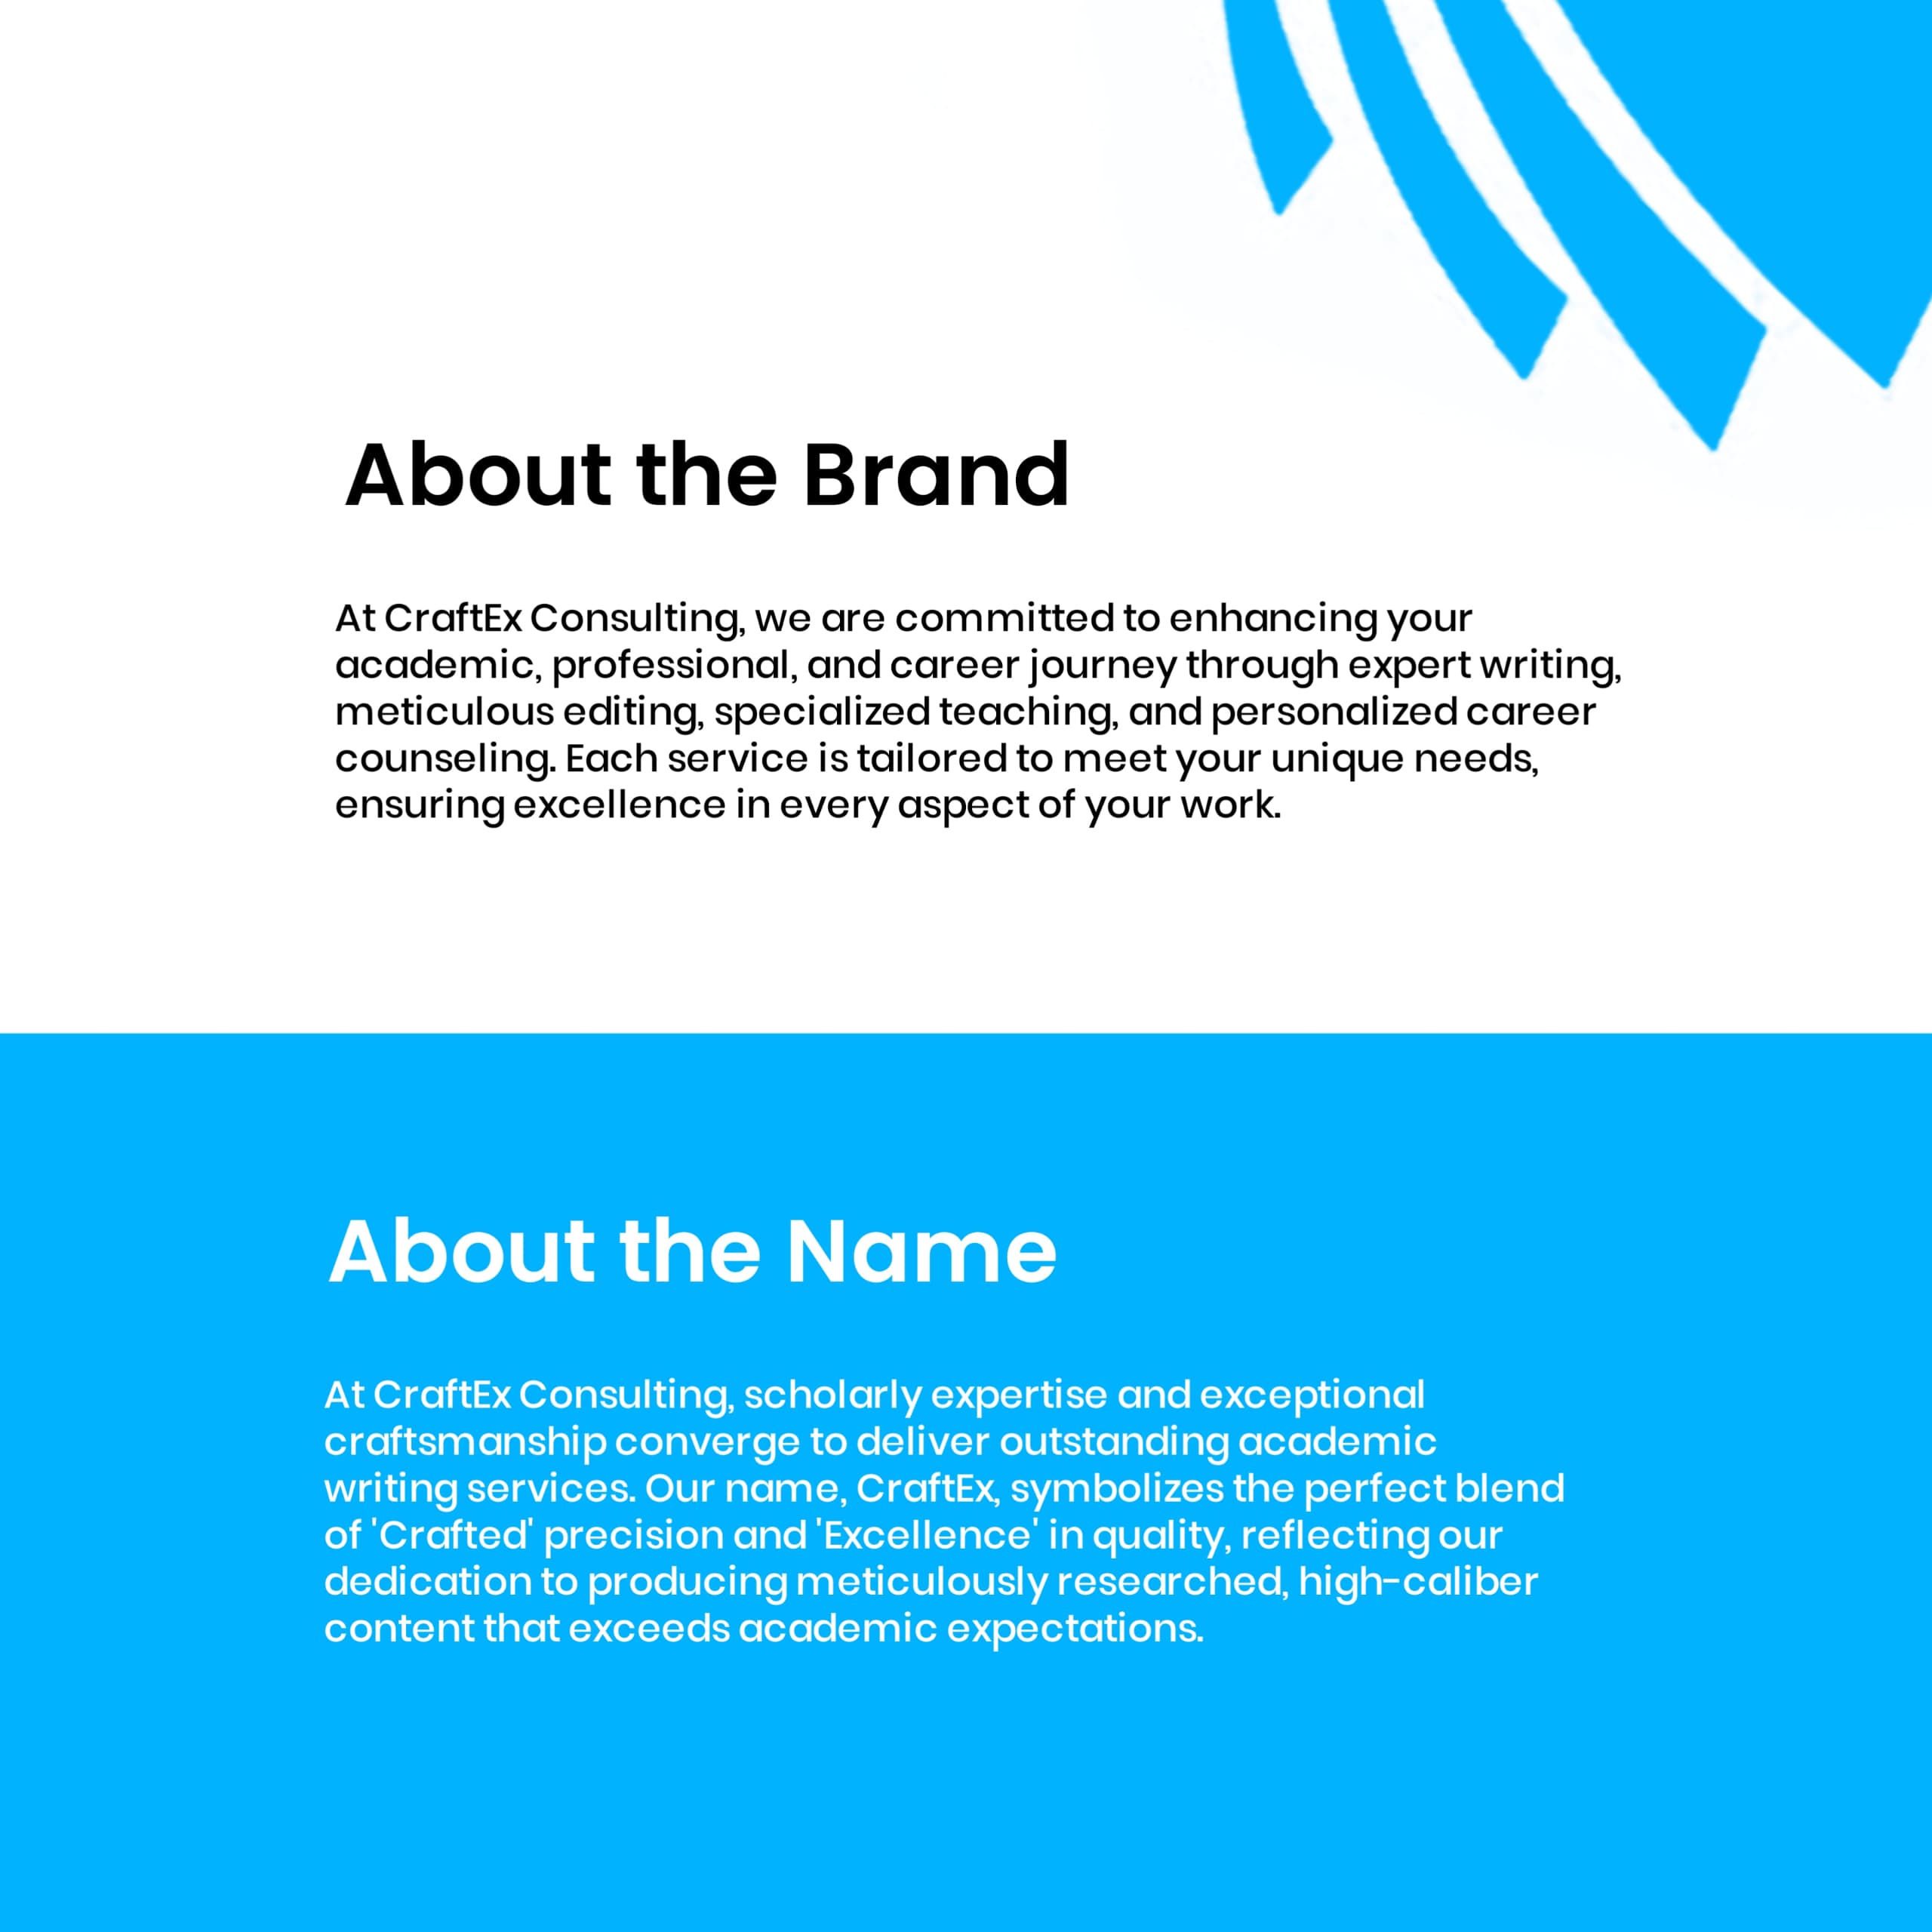 About the Brand
At CraftEx Consulting, we are committed to enhancing your
academic, professional, and career journey through expert writing,
meticulous editing, specialized teaching, and personalized career
counseling. Each service is tailored to meet your unique needs,
ensuring excellence in every aspect of your work.
About the Name
At CraftEx Consulting, scholarly expertise and exceptional
craftsmanship converge to deliver outstanding academic
writing services. Our name, CraftEx, symbolizes the perfect blend
of 'Crafted' precision and 'Excellence' in quality, reflecting our
dedication to producing meticulously researched, high-caliber
content that exceeds academic expectations.